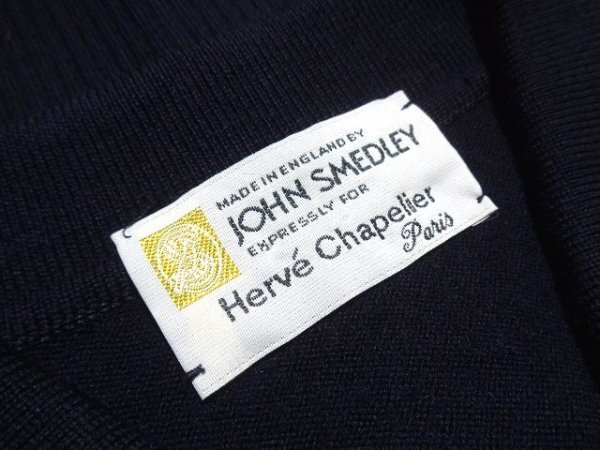 MADE IN ENGLAND BY
JOHN SMEDLEY
EXPRESSLY FOR
Hervé Chapelier
Paris